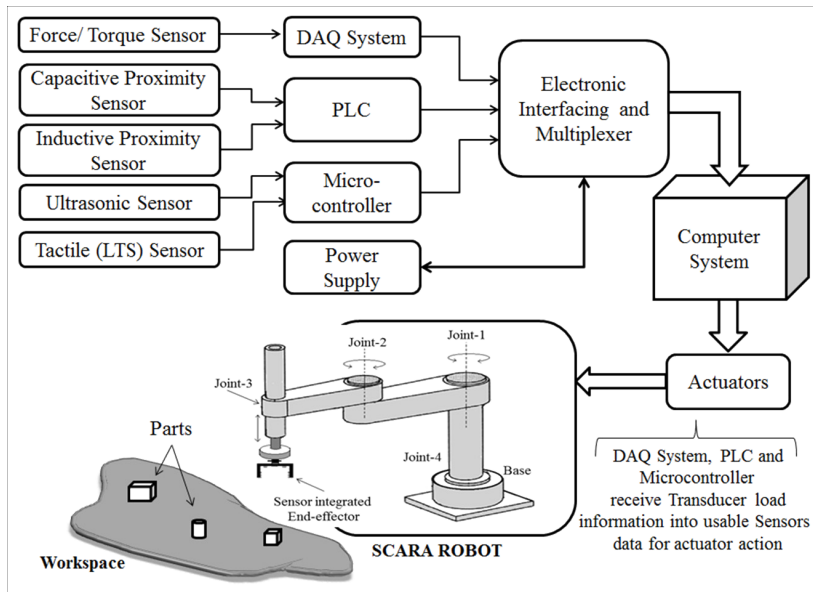 Force/ Torque Sensor
DAQ System
Capacitive Proximity
Sensor
PLC
Inductive Proximity
Sensor
Ultrasonic Sensor
Micro-
controller
Tactile (LTS) Sensor
Power
Supply
Electronic
Interfacing and
Multiplexer
Computer
System
Actuators
DAQ System, PLC and
Microcontroller
receive Transducer load
information into usable Sensors
data for actuator action
Joint-1
Joint-2
Joint-3
Joint-4
Base
Sensor integrated
End-effector
SCARA ROBOT
Parts
Workspace